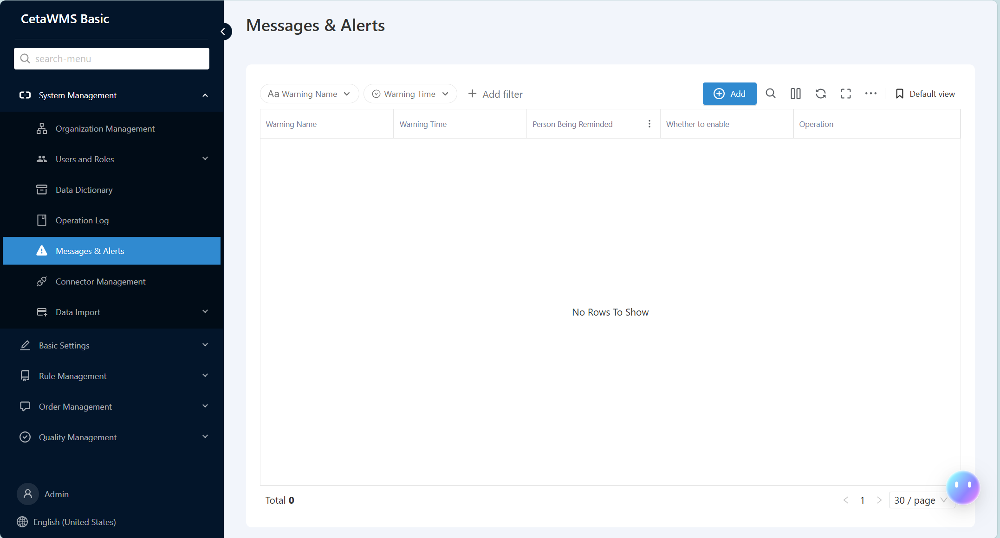 CetaWMS Basic
search-menu
System Management
Organization Management
Users and Roles
Data Dictionary
Operation Log
Messages & Alerts
Connector Management
Data Import
Basic Settings
Rule Management
Order Management
Quality Management
Admin
English (United States)
Messages & Alerts
Aa Warning Name Warning Time + Add filter Add Default view
Warning Name Warning Time Person Being Reminded Whether to enable Operation
No Rows To Show
Total 0 < 1 > 30 / page